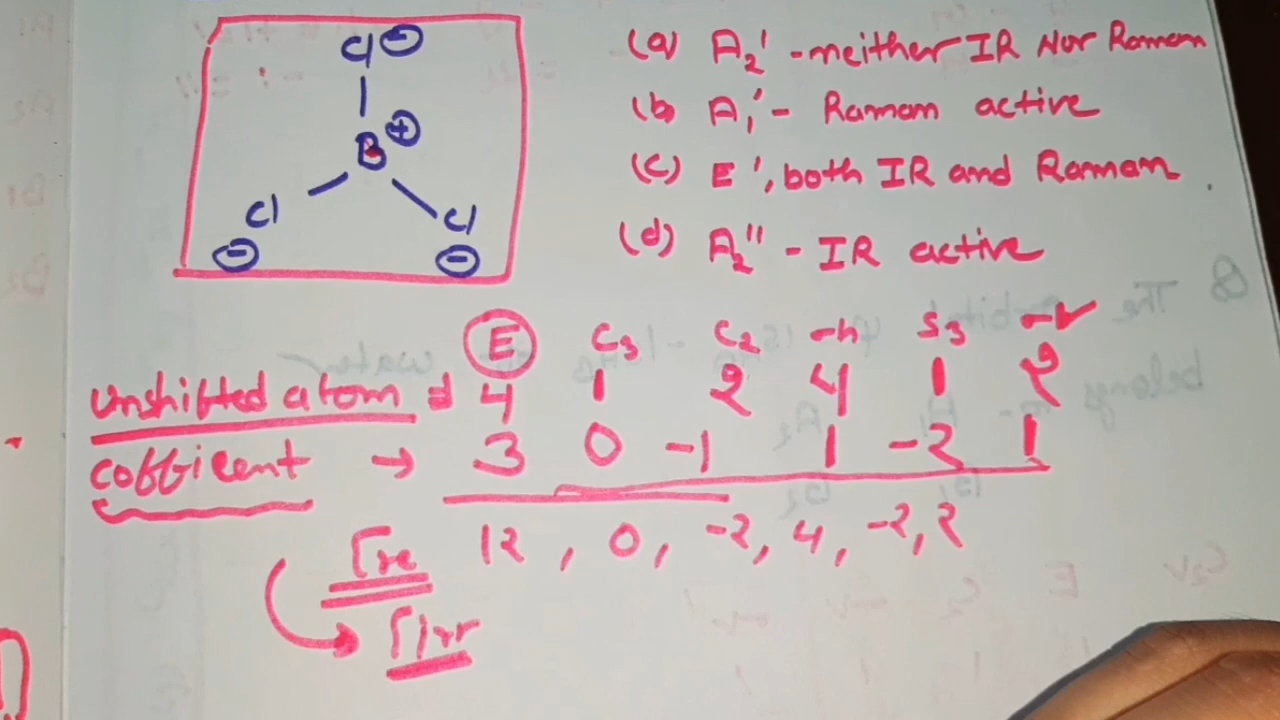 Cl ⊖
B ⊕
Cl Cl
⊖ ⊖
(a) A₂' - neither IR Nor Raman
(b) A₁' - Raman active
(c) E', both IR and Raman
(d) A₂'' - IR active
E C₃ C₂ σh S₃ σv
unshifted atom ⇒ 4 1 2 4 1 2
cofficent → 3 0 -1 1 -2 1
Γre 12, 0, -2, 4, -2, 2
Γirr